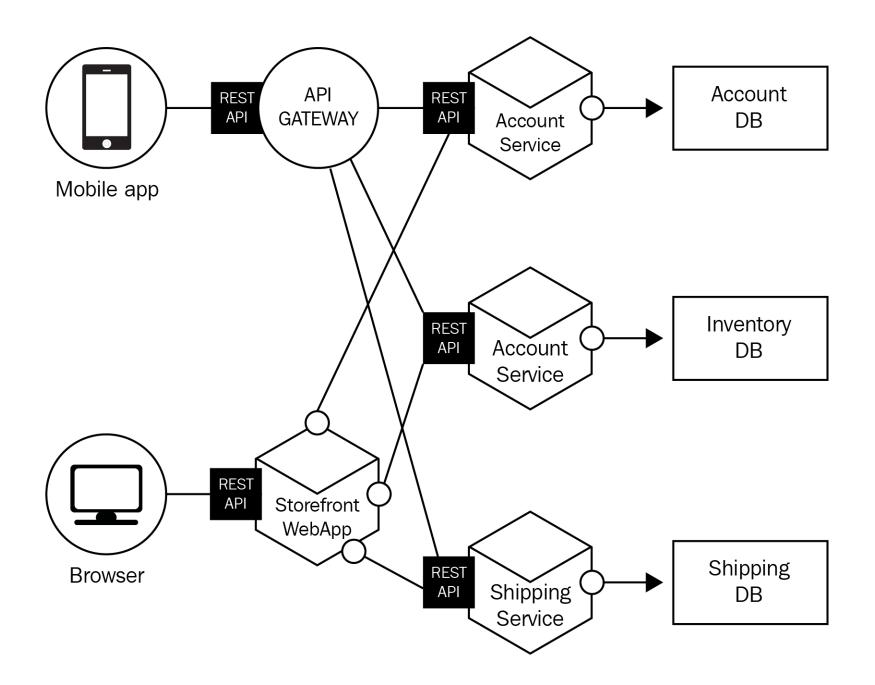 REST
API
API
GATEWAY
REST
API
Account
Service
Account
DB
Mobile app
REST
API
Account
Service
Inventory
DB
REST
API
Storefront
WebApp
Browser
REST
API
Shipping
Service
Shipping
DB